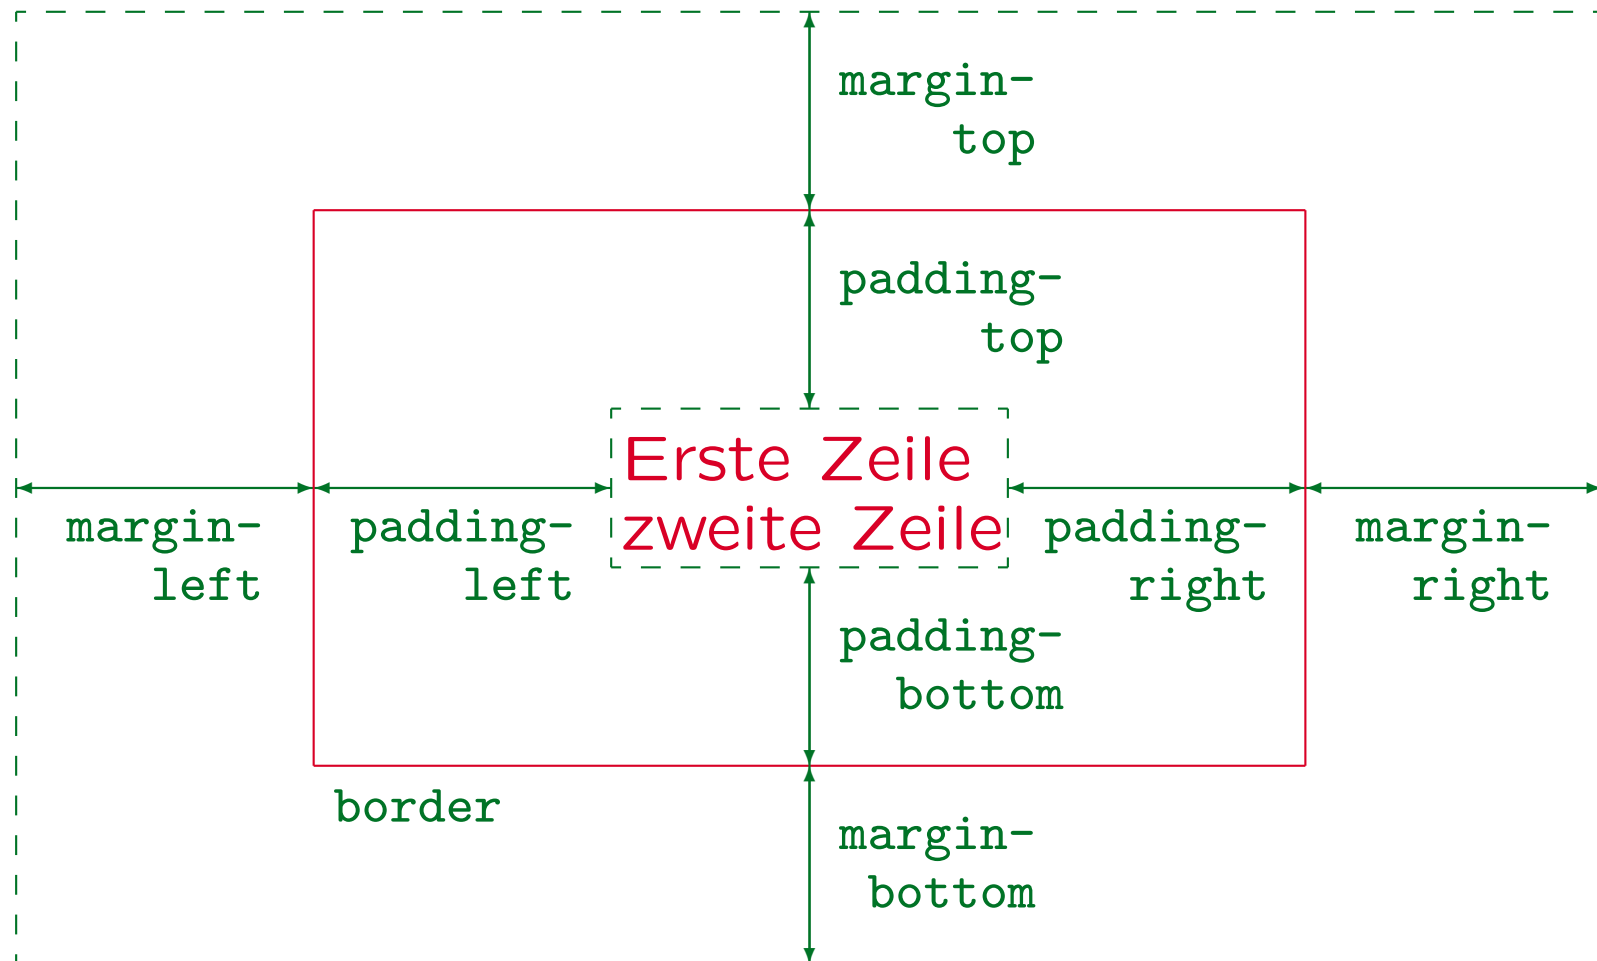 margin-
top
padding-
top
Erste Zeile
zweite Zeile
margin-
left
padding-
left
padding-
right
margin-
right
padding-
bottom
border
margin-
bottom